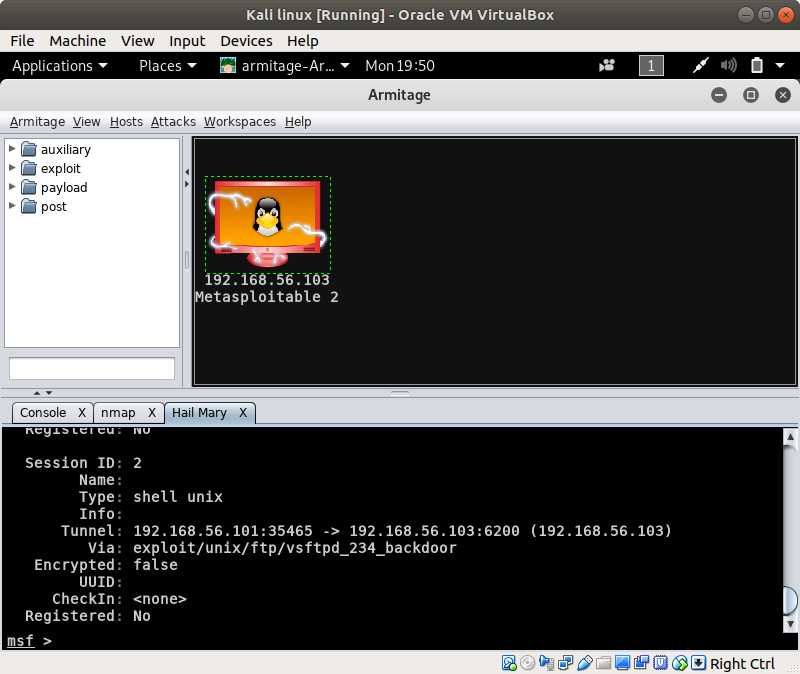 Kali linux [Running] - Oracle VM VirtualBox
File Machine View Input Devices Help
Applications Places armitage-Ar... Mon 19:50 1
Armitage
Armitage View Hosts Attacks Workspaces Help
auxiliary
exploit
payload
post
192.168.56.103
Metasploitable 2
Console X nmap X Hail Mary X
Registered: No
Session ID: 2
Name:
Type: shell unix
Info:
Tunnel: 192.168.56.101:35465 -> 192.168.56.103:6200 (192.168.56.103)
Via: exploit/unix/ftp/vsftpd_234_backdoor
Encrypted: false
UUID:
CheckIn: <none>
Registered: No
msf >
Right Ctrl